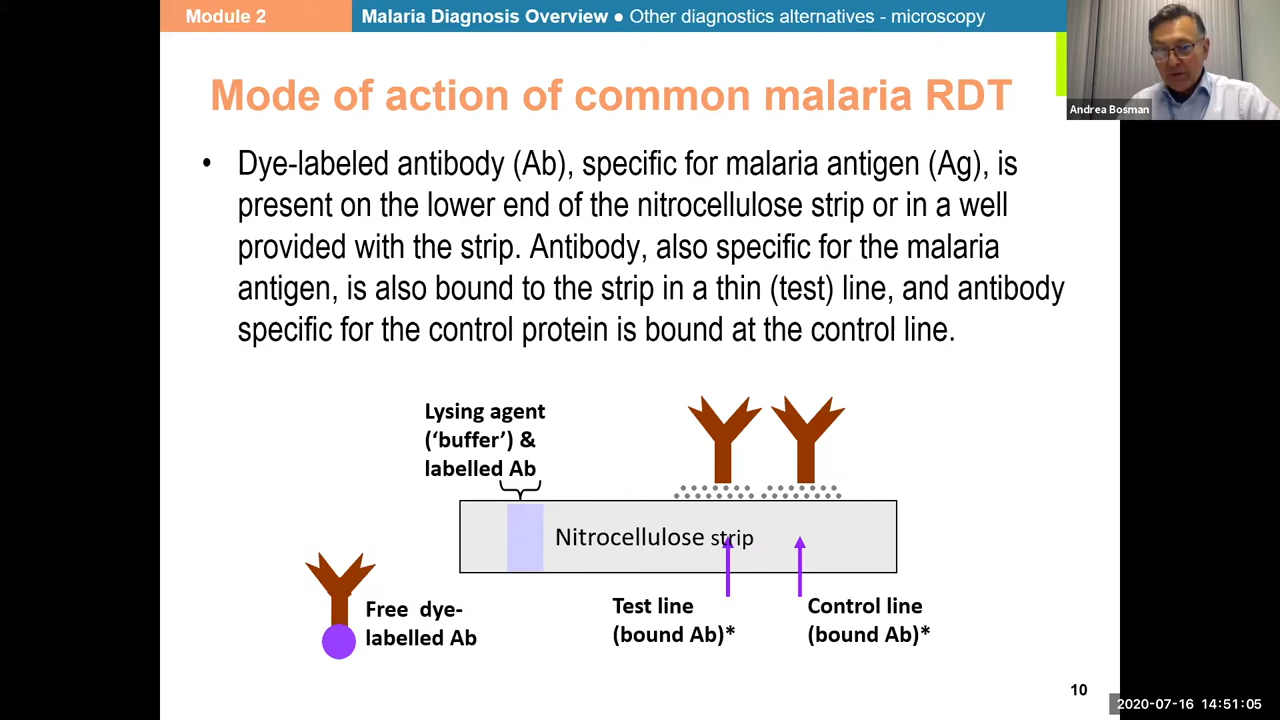 Module 2
Malaria Diagnosis Overview ● Other diagnostics alternatives - microscopy
Andrea Bosman
Mode of action of common malaria RDT
• Dye-labeled antibody (Ab), specific for malaria antigen (Ag), is
present on the lower end of the nitrocellulose strip or in a well
provided with the strip. Antibody, also specific for the malaria
antigen, is also bound to the strip in a thin (test) line, and antibody
specific for the control protein is bound at the control line.
Lysing agent
(‘buffer’) &
labelled Ab
Nitrocellulose strip
Free dye-
labelled Ab
Test line
(bound Ab)*
Control line
(bound Ab)*
10
2020-07-16 14:51:05